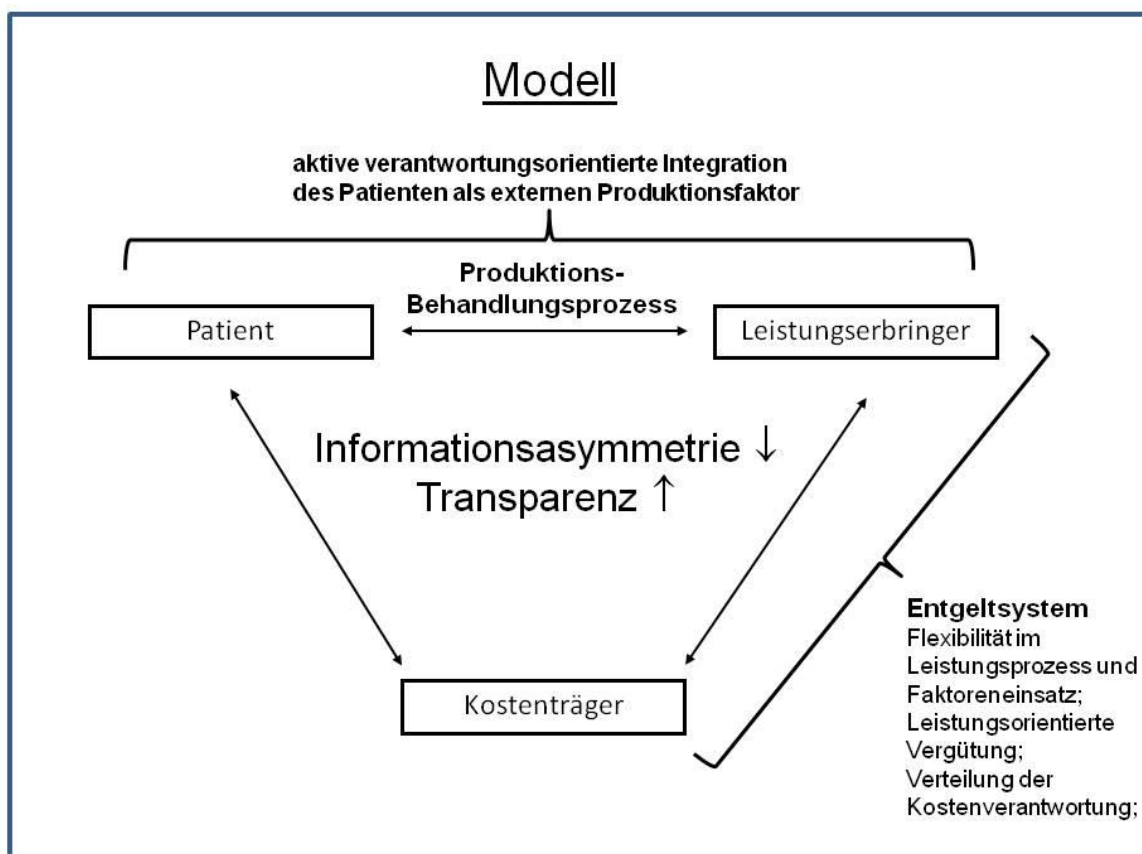 Modell
aktive verantwortungsorientierte Integration
des Patienten als externen Produktionsfaktor
Produktions-
Behandlungsprozess
Patient
Leistungserbringer
Informationsasymmetrie ↓
Transparenz ↑
Kostenträger
Entgeltsystem
Flexibilität im
Leistungsprozess und
Faktoreneinsatz;
Leistungsorientierte
Vergütung;
Verteilung der
Kostenverantwortung;